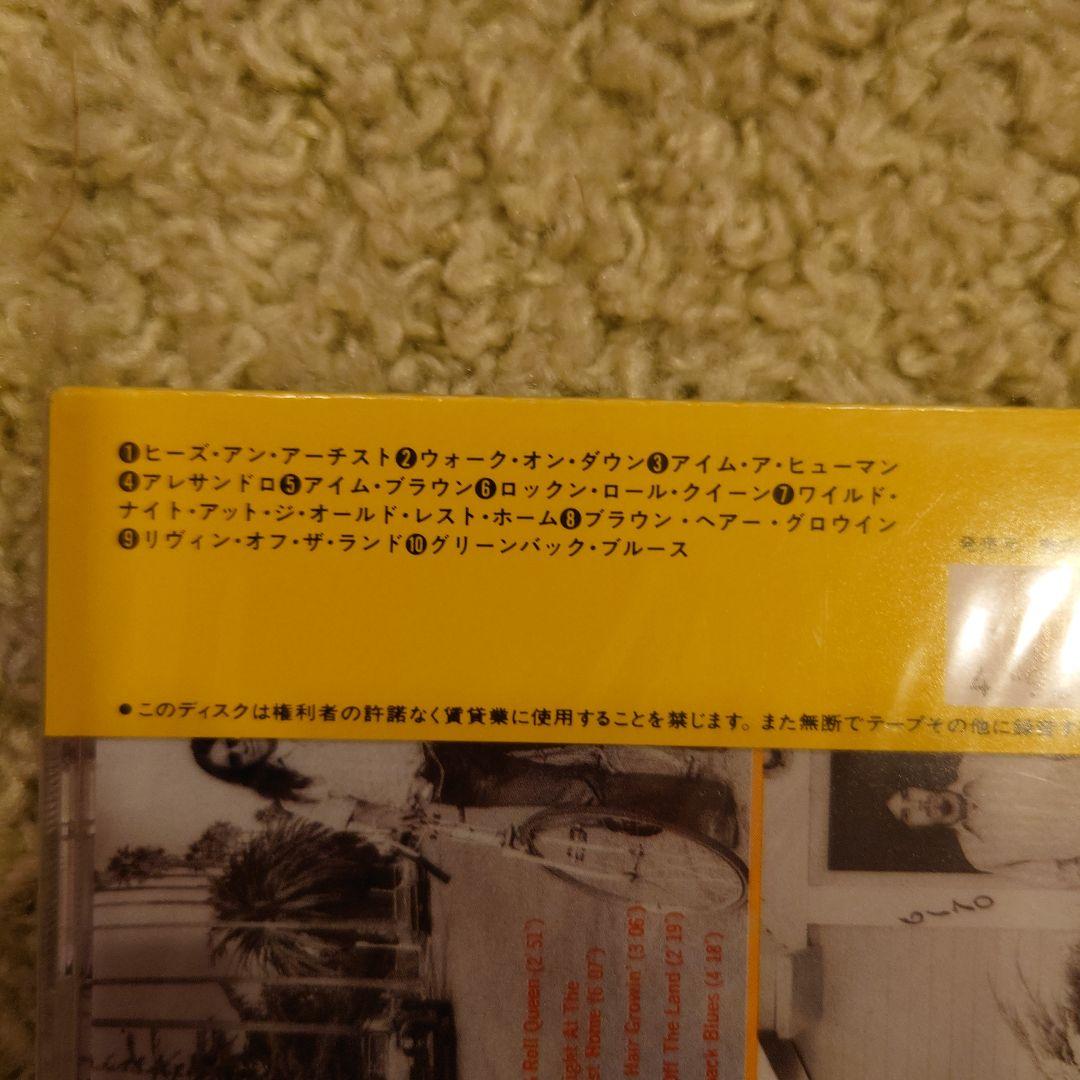 ❶ヒーズ・アン・アーチスト❷ウォーク・オン・ダウン❸アイム・ア・ヒューマン
❹アレサンドロ❺アイム・ブラウン❻ロックン・ロール・クイーン❼ワイルド・
ナイト・アット・ジ・オールド・レスト・ホーム❽ブラウン・ヘアー・グロウイン
❾リヴィン・オフ・ザ・ランド❿グリーンバック・ブルース
発売元
●このディスクは権利者の許諾なく賃貸業に使用することを禁じます。また無断でテープその他に録音す
Roll Queen (2'51")
ight At The
st Home (6'07")
Hair Growin' (3'06")
Off The Land (2'19")
ack Blues (4'18")